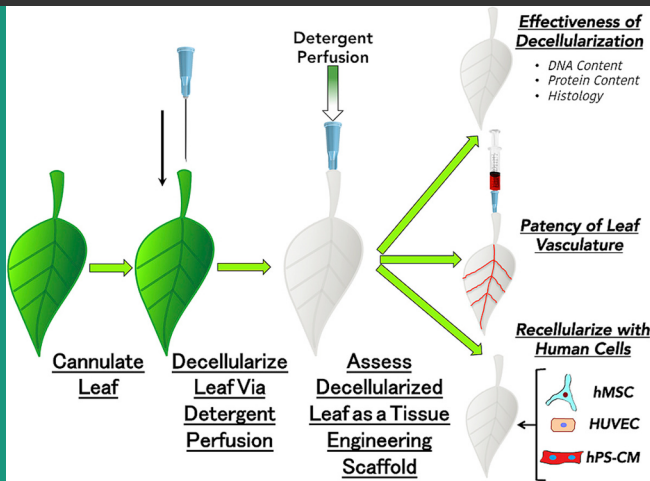 Effectiveness of
Decellularization
• DNA Content
• Protein Content
• Histology
Detergent
Perfusion
Patency of Leaf
Vasculature
Recellularize with
Human Cells
hMSC
HUVEC
hPS-CM
Cannulate
Leaf
Decellularize
Leaf Via
Detergent
Perfusion
Assess
Decellularized
Leaf as a Tissue
Engineering
Scaffold